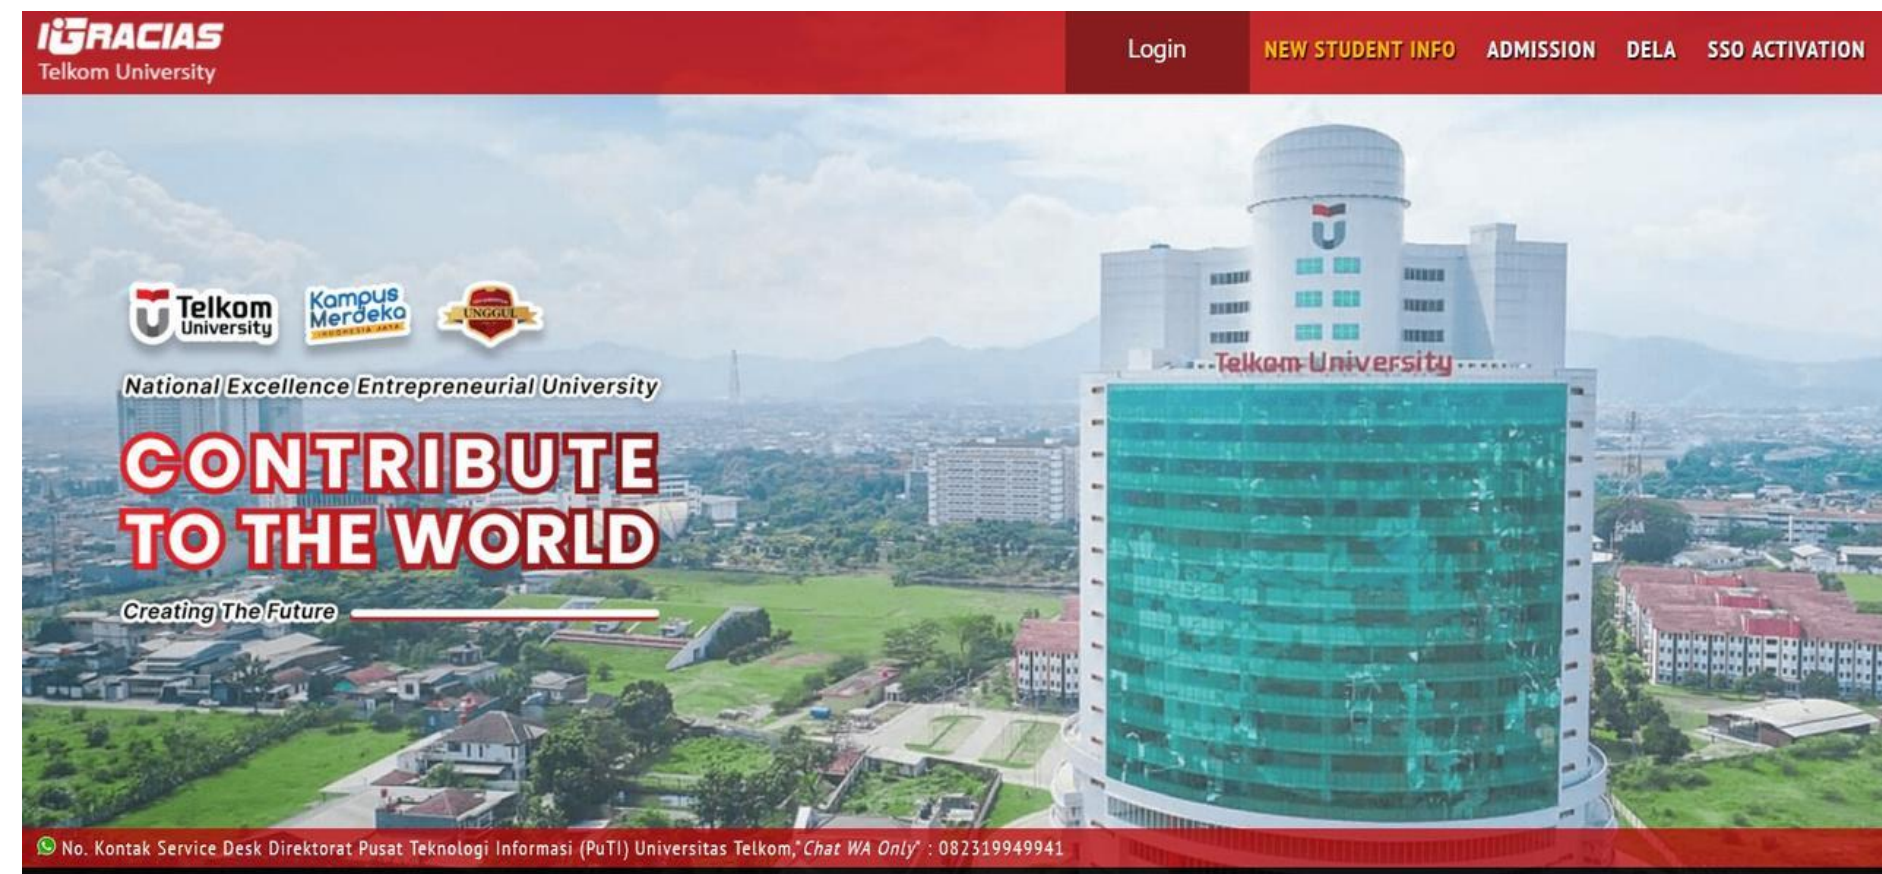 iGRACIAS
Telkom University
Login
NEW STUDENT INFO
ADMISSION
DELA
SSO ACTIVATION
Telkom University
Telkom
University
Kampus
Merdeka
INDONESIA JAYA
UNGGUL
National Excellence Entrepreneurial University
CONTRIBUTE
TO THE WORLD
Creating The Future
No. Kontak Service Desk Direktorat Pusat Teknologi Informasi (PuTI) Universitas Telkom,"Chat WA Only" : 082319949941